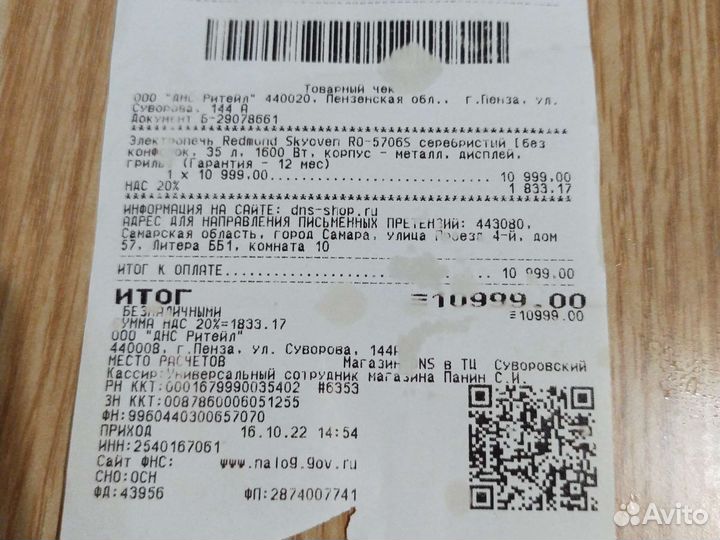 Товарный чек
ООО "ДНС Ритейл" 440020, Пензенская обл., г.Пенза, ул.
Суворова, 144 А
Документ Б-29078661
************************************************
Электропечь Redmond Skyoven RO-5706S серебристый [без
конфорок, 35 л, 1600 Вт, корпус - металл, дисплей,
гриль] (Гарантия - 12 мес)
1 x 10 999.00 10 999.00
НДС 20% 1 833.17
************************************************
ИНФОРМАЦИЯ НА САЙТЕ: dns-shop.ru
АДРЕС ДЛЯ НАПРАВЛЕНИЯ ПИСЬМЕННЫХ ПРЕТЕНЗИЙ: 443080,
Самарская область, город Самара, улица Проезд 4-й, дом
57, Литера ББ1, комната 10
ИТОГ К ОПЛАТЕ.............................. 10 999.00
ИТОГ =10999.00
БЕЗНАЛИЧНЫМИ =10999.00
СУММА НДС 20%=1833.17
ООО "ДНС Ритейл"
440008, г.Пенза, ул. Суворова, 144А
МЕСТО РАСЧЕТОВ Магазин DNS в ТЦ Суворовский
Кассир:Универсальный сотрудник магазина Панин С.И.
РН ККТ:0001679990035402 #6353
ЗН ККТ:0087860006051255
ФН:9960440300657070
ПРИХОД 16.10.22 14:54
ИНН:2540167061
Сайт ФНС: www.nalog.gov.ru
СНО:ОСН
ФД:43956 ФП:2874007741
Avito